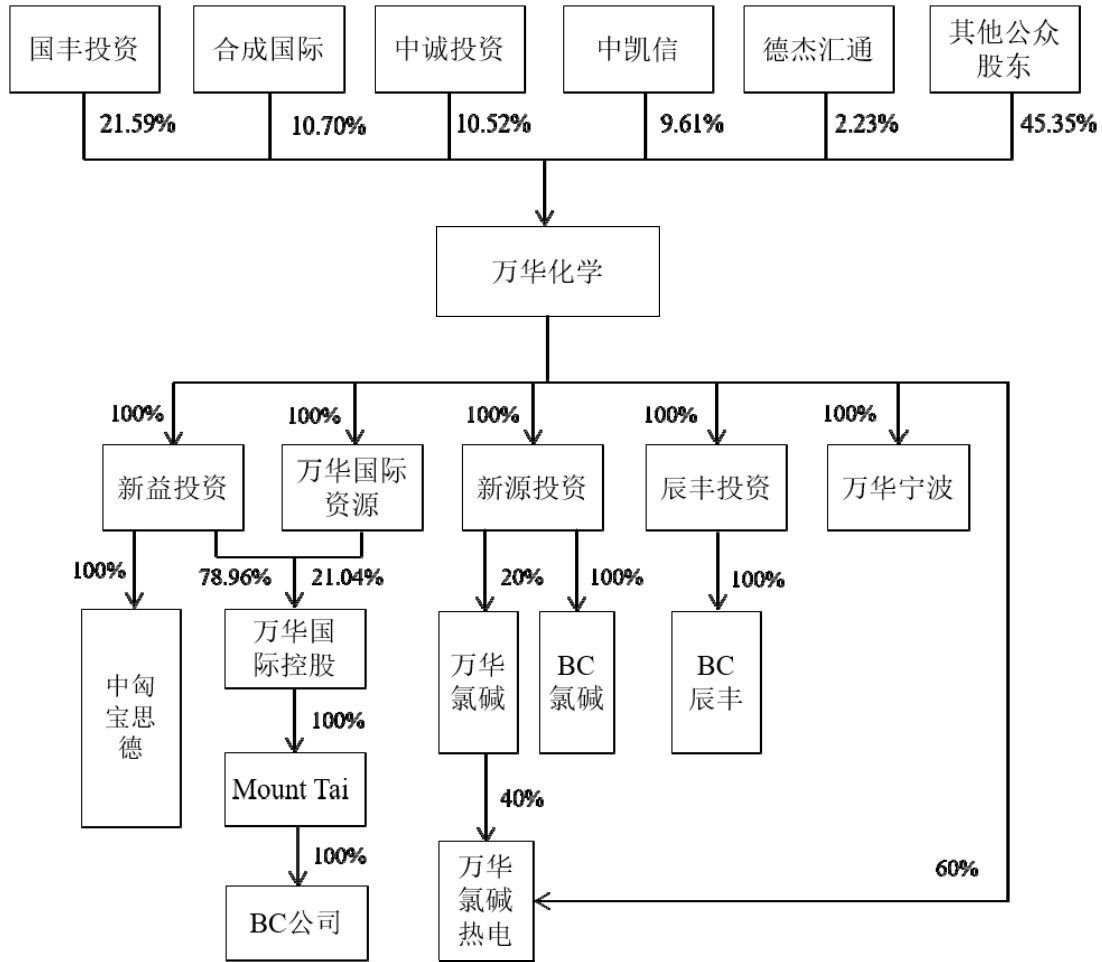 国丰投资
合成国际
中诚投资
中凯信
德杰汇通
其他公众
股东
21.59%
10.70%
10.52%
9.61%
2.23%
45.35%
万华化学
100%
100%
100%
100%
100%
新益投资
万华国际
资源
新源投资
辰丰投资
万华宁波
100%
78.96%
21.04%
20%
100%
100%
中匈
宝思
德
万华国
际控股
万华
氯碱
BC
氯碱
BC
辰丰
100%
Mount Tai
40%
100%
60%
BC公司
万华
氯碱
热电